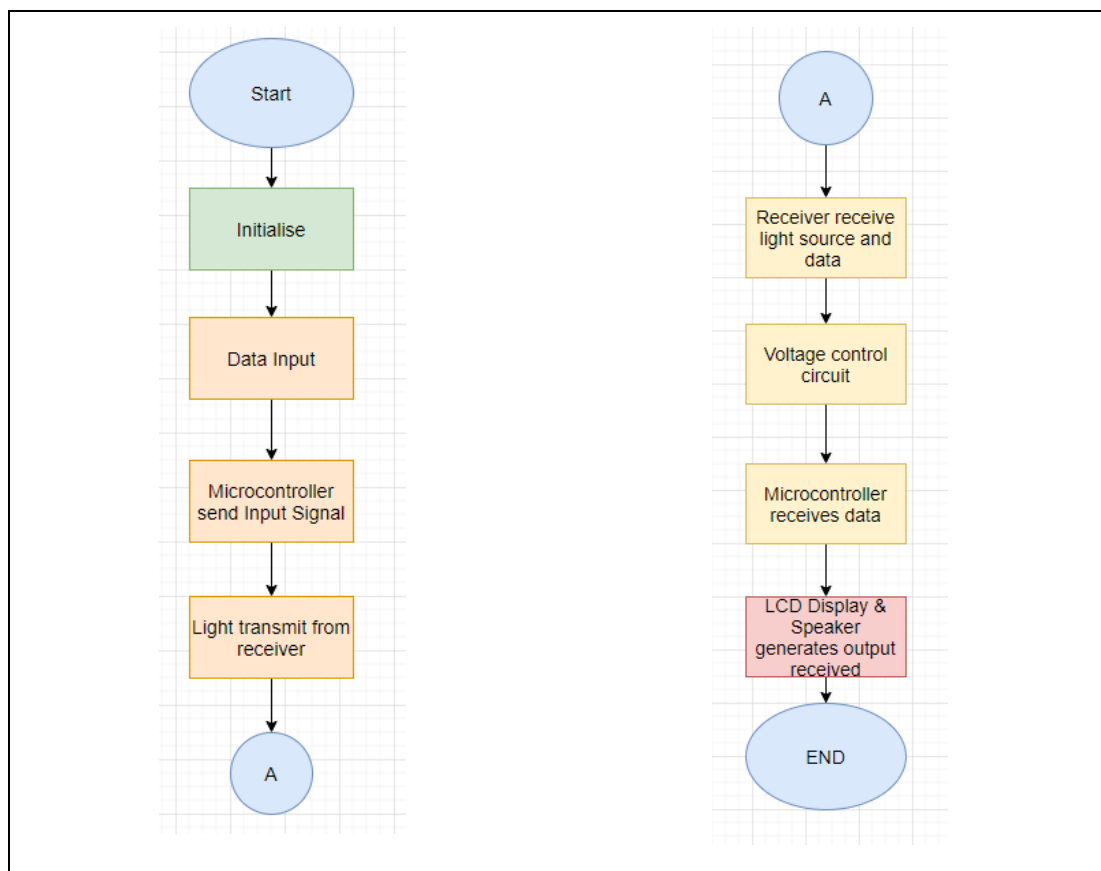 Start
Initialise
Data Input
Microcontroller
send Input Signal
Light transmit from
receiver
A
A
Receiver receive
light source and
data
Voltage control
circuit
Microcontroller
receives data
LCD Display &
Speaker
generates output
received
END